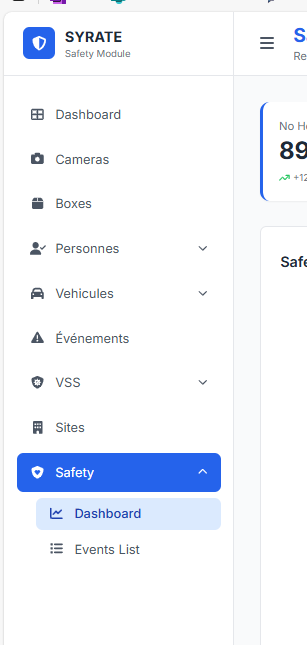 SYRATE
Safety Module
Dashboard
Cameras
Boxes
Personnes
Vehicules
Événements
VSS
Sites
Safety
Dashboard
Events List
S
Re
No H
89
+12
Safe